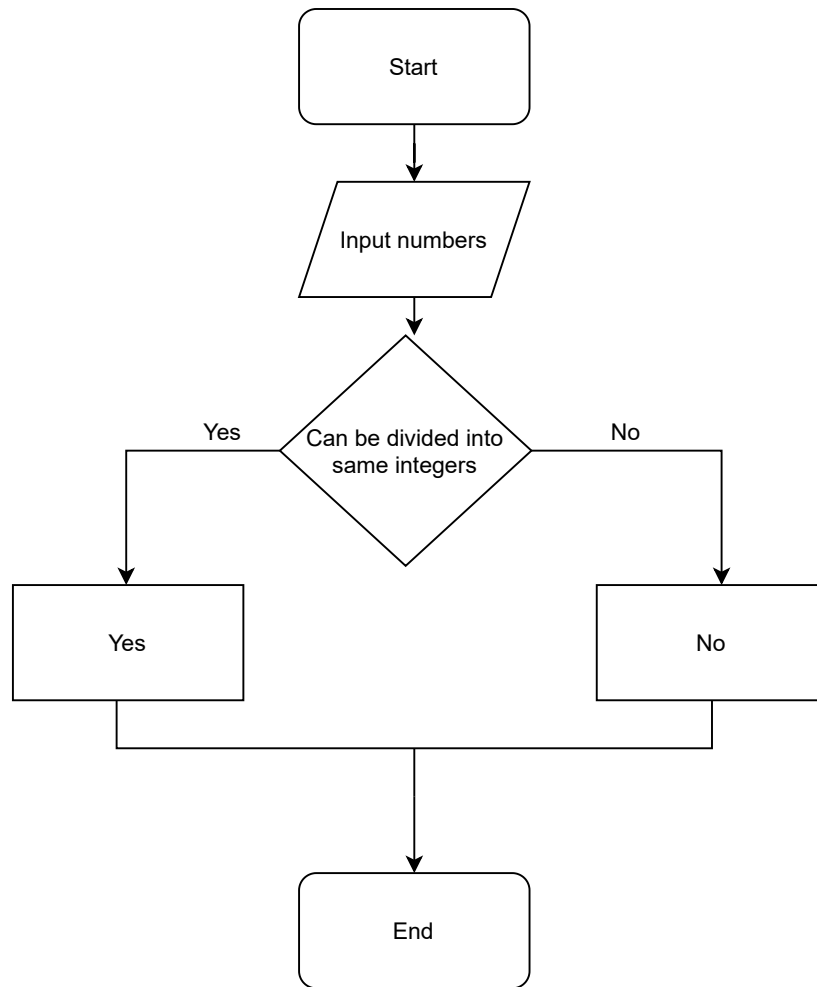 Start
Input numbers
Yes
Can be divided into
same integers
No
Yes
No
End